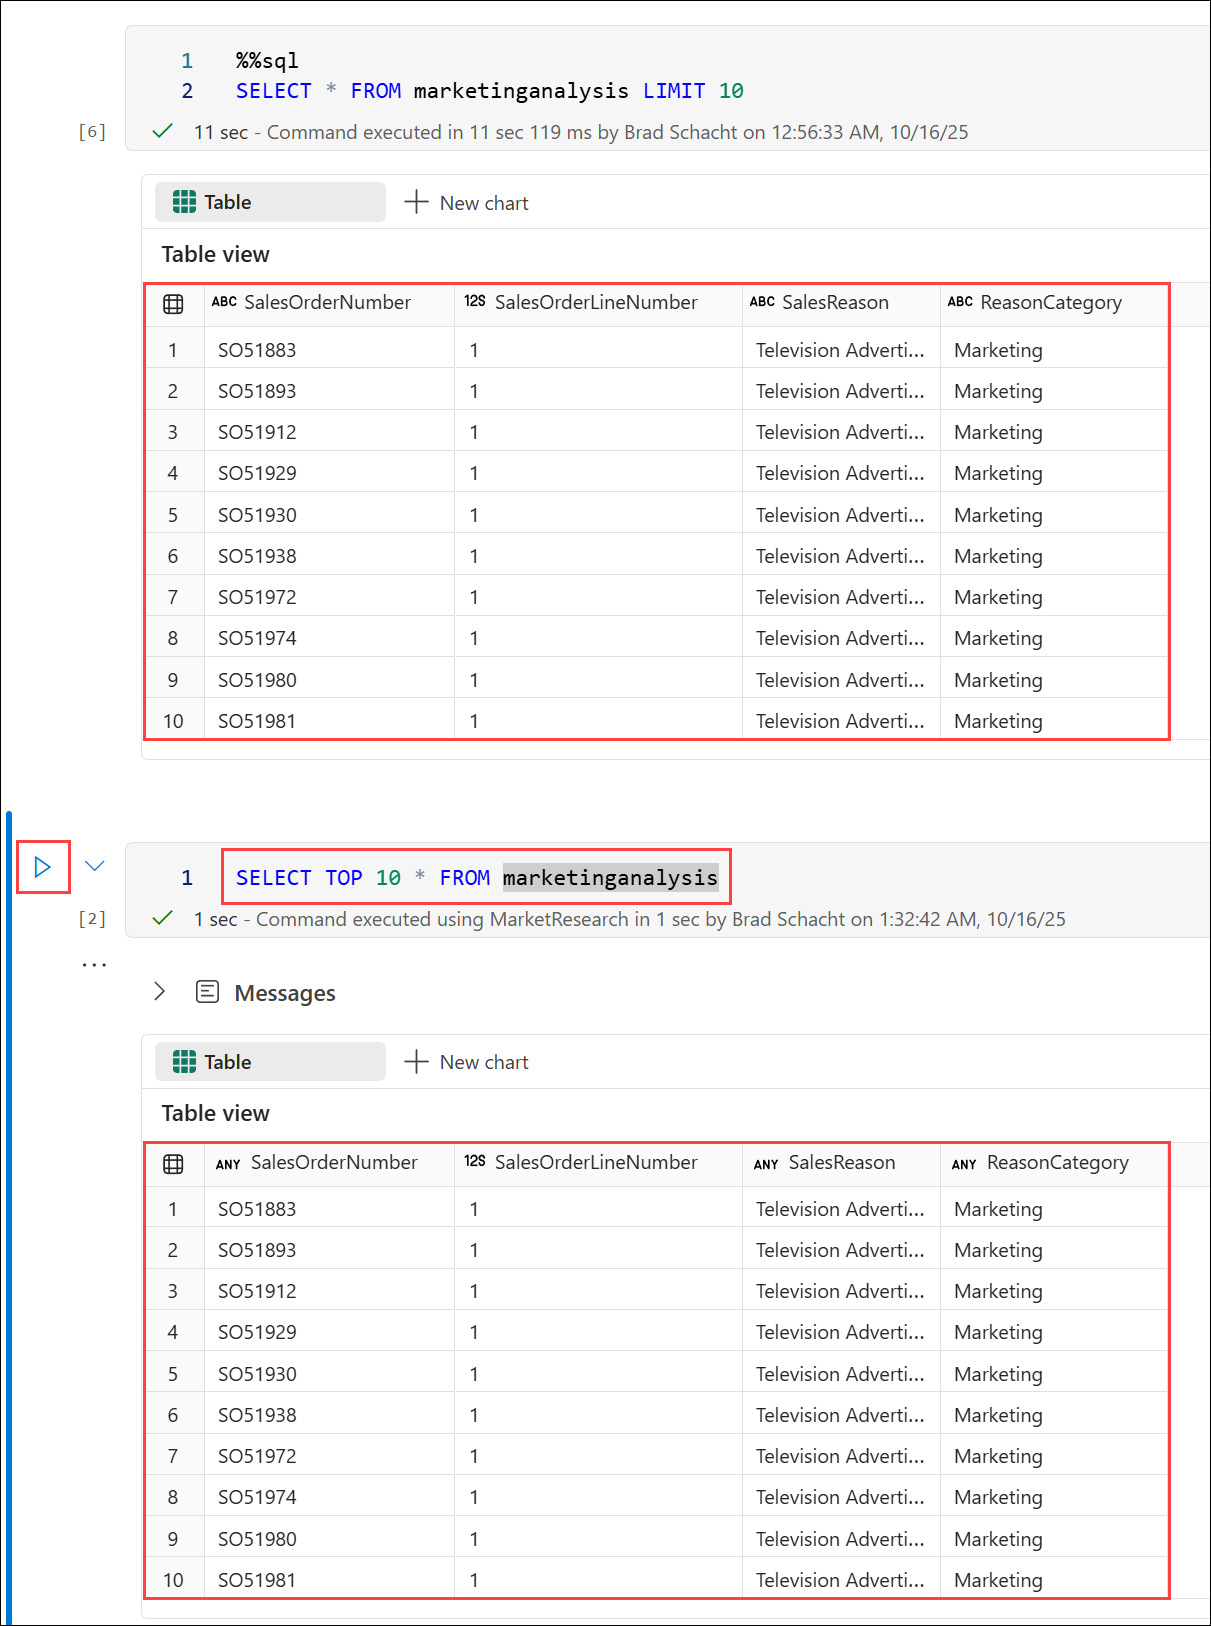 1 %%sql
2 SELECT * FROM marketinganalysis LIMIT 10
[6] 11 sec - Command executed in 11 sec 119 ms by Brad Schacht on 12:56:33 AM, 10/16/25
Table New chart
Table view
ABC SalesOrderNumber 123 SalesOrderLineNumber ABC SalesReason ABC ReasonCategory
1 SO51883 1 Television Adverti... Marketing
2 SO51893 1 Television Adverti... Marketing
3 SO51912 1 Television Adverti... Marketing
4 SO51929 1 Television Adverti... Marketing
5 SO51930 1 Television Adverti... Marketing
6 SO51938 1 Television Adverti... Marketing
7 SO51972 1 Television Adverti... Marketing
8 SO51974 1 Television Adverti... Marketing
9 SO51980 1 Television Adverti... Marketing
10 SO51981 1 Television Adverti... Marketing
1 SELECT TOP 10 * FROM marketinganalysis
[2] 1 sec - Command executed using MarketResearch in 1 sec by Brad Schacht on 1:32:42 AM, 10/16/25
...
Messages
Table New chart
Table view
ANY SalesOrderNumber 123 SalesOrderLineNumber ANY SalesReason ANY ReasonCategory
1 SO51883 1 Television Adverti... Marketing
2 SO51893 1 Television Adverti... Marketing
3 SO51912 1 Television Adverti... Marketing
4 SO51929 1 Television Adverti... Marketing
5 SO51930 1 Television Adverti... Marketing
6 SO51938 1 Television Adverti... Marketing
7 SO51972 1 Television Adverti... Marketing
8 SO51974 1 Television Adverti... Marketing
9 SO51980 1 Television Adverti... Marketing
10 SO51981 1 Television Adverti... Marketing